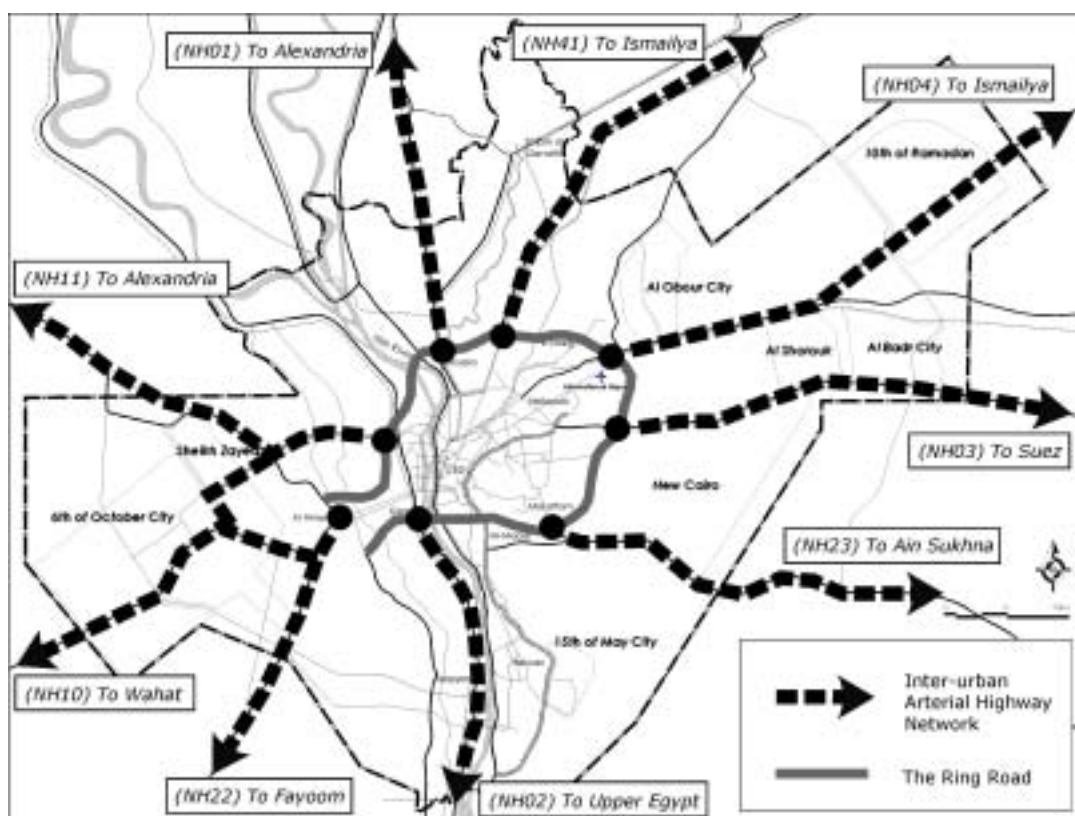 (NH01) To Alexandria
(NH41) To Ismailya
(NH04) To Ismailya
10th of Ramadan
(NH11) To Alexandria
Al Obour City
Al Shorouk
Al Badr City
Sheikh Zayed
(NH03) To Suez
New Cairo
6th of October City
(NH23) To Ain Sukhna
15th of May City
(NH10) To Wahat
(NH22) To Fayoom
(NH02) To Upper Egypt
Inter-urban
Arterial Highway
Network
The Ring Road